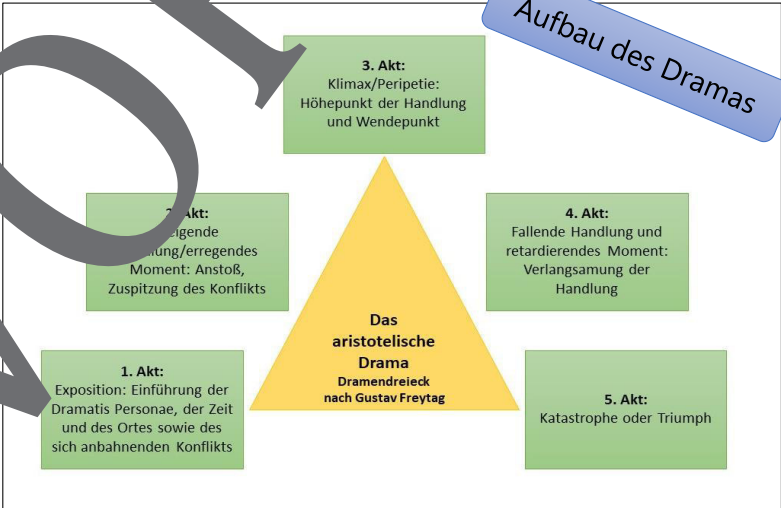 Aufbau des Dramas
3. Akt:
Klimax/Peripetie:
Höhepunkt der Handlung
und Wendepunkt
Akt:
Moment: Anstoß,
Zuspitzung des Konflikts
4. Akt:
Fallende Handlung und
retardierendes Moment:
Verlangsamung der
Handlung
Das
aristotelische
Drama
Dramendreieck
nach Gustav Freytag
1. Akt:
Exposition: Einführung der
Dramatis Personae, der Zeit
und des Ortes sowie des
sich anbahnenden Konflikts
5. Akt:
Katastrophe oder Triumph